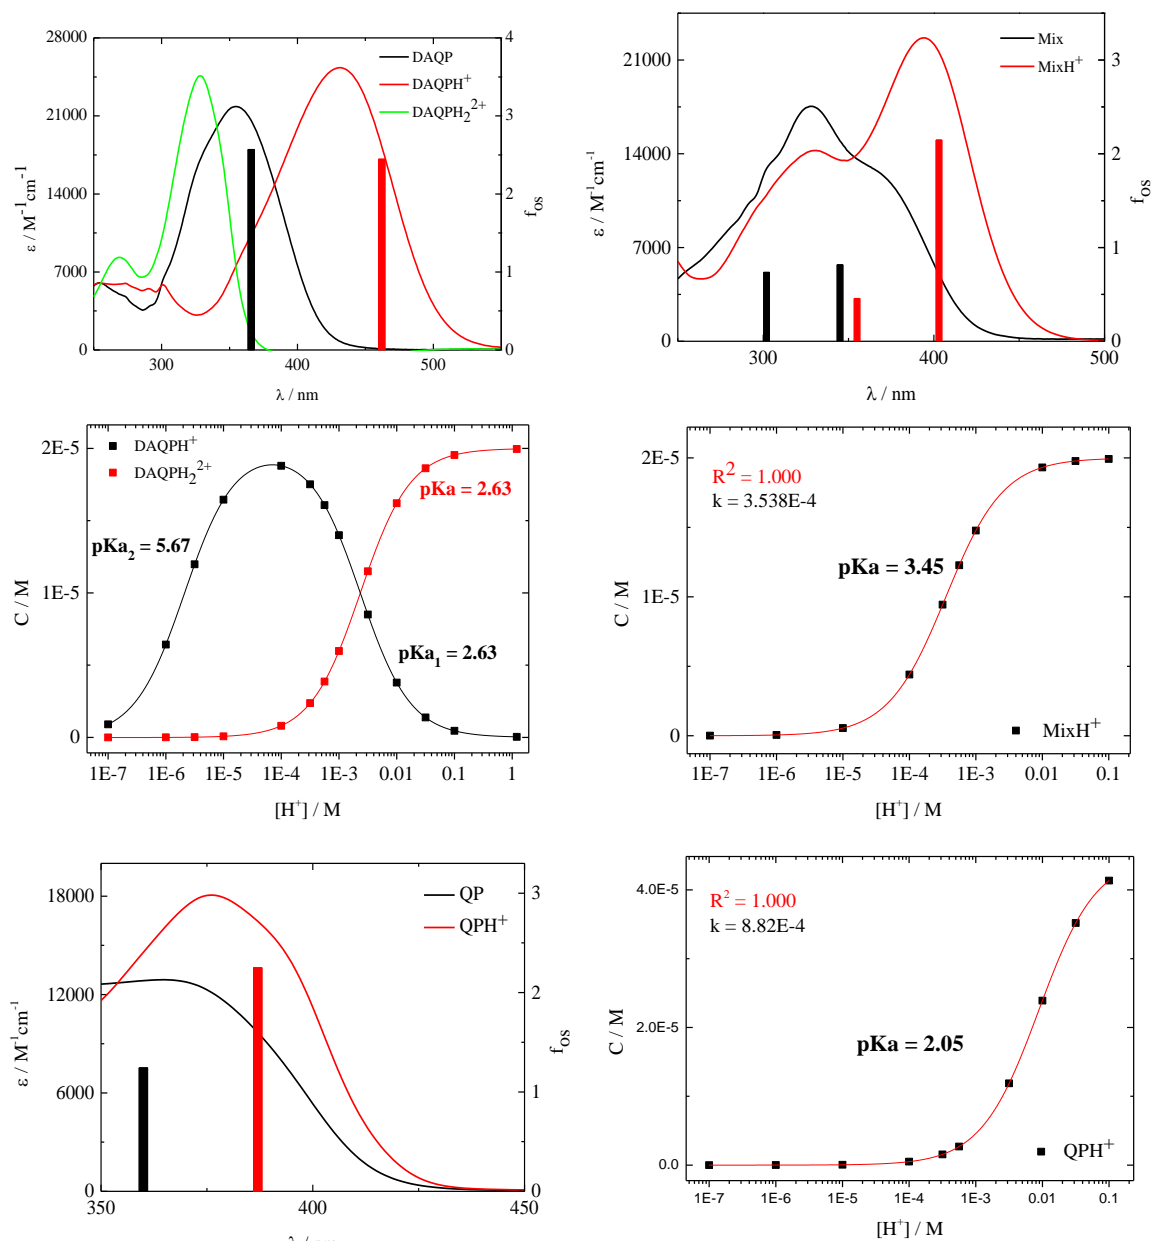 28000
21000
14000
7000
0
ε / M⁻¹cm⁻¹
4
3
2
1
0
f_os
DAQP
DAQPH⁺
DAQPH₂²⁺
300 400 500
λ / nm
21000
14000
7000
0
ε / M⁻¹cm⁻¹
3
2
1
0
f_os
Mix
MixH⁺
300 400 500
λ / nm
2E-5
1E-5
0
C / M
DAQPH⁺
DAQPH₂²⁺
pKa = 2.63
pKa₂ = 5.67
pKa₁ = 2.63
1E-7 1E-6 1E-5 1E-4 1E-3 0.01 0.1 1
[H⁺] / M
2E-5
1E-5
0
C / M
R² = 1.000
k = 3.538E-4
pKa = 3.45
MixH⁺
1E-7 1E-6 1E-5 1E-4 1E-3 0.01 0.1
[H⁺] / M
18000
12000
6000
0
ε / M⁻¹cm⁻¹
3
2
1
0
f_os
QP
QPH⁺
350 400 450
λ / nm
4.0E-5
2.0E-5
0.0
C / M
R² = 1.000
k = 8.82E-4
pKa = 2.05
QPH⁺
1E-7 1E-6 1E-5 1E-4 1E-3 0.01 0.1
[H⁺] / M